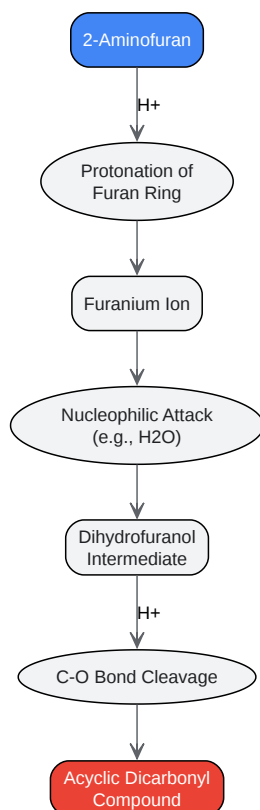 2-Aminofuran
H+
Protonation of
Furan Ring
Furanium Ion
Nucleophilic Attack
(e.g., H2O)
Dihydrofuranol
Intermediate
H+
C-O Bond Cleavage
Acyclic Dicarbonyl
Compound